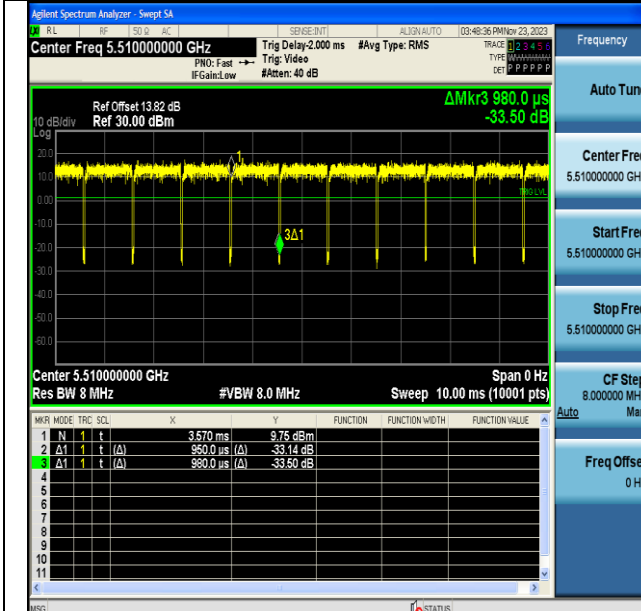 Agilent Spectrum Analyzer - Swept SA
RL RF 50 Ω AC SENSE:INT ALIGN AUTO 03:48:36 PM Nov 23, 2023
Center Freq 5.510000000 GHz
PNO: Fast
IFGain:Low
Trig Delay-2.000 ms
Trig: Video
#Atten: 40 dB
#Avg Type: RMS
TRACE 1 2 3 4 5 6
TYPE
DET P P P P P P
Frequency
Auto Tun
Center Fre
5.510000000 GH
Start Fre
5.510000000 GH
Stop Fre
5.510000000 GH
CF Step
8.000000 MH
Auto Ma
Freq Offse
0 H
ΔMkr3 980.0 µs
-33.50 dB
Ref Offset 13.82 dB
10 dB/div Ref 30.00 dBm
Log
20.0
10.0
0.00
-10.0
-20.0
-30.0
-40.0
-50.0
-60.0
1
TRIG LVL
3Δ1
Center 5.510000000 GHz Span 0 Hz
Res BW 8 MHz #VBW 8.0 MHz Sweep 10.00 ms (10001 pts)
MKR MODE TRC SCL X Y FUNCTION FUNCTION WIDTH FUNCTION VALUE
1 N 1 t 3.570 ms 9.75 dBm
2 Δ1 1 t (Δ) 950.0 µs (Δ) -33.14 dB
3 Δ1 1 t (Δ) 980.0 µs (Δ) -33.50 dB
4
5
6
7
8
9
10
11
MSG STATUS